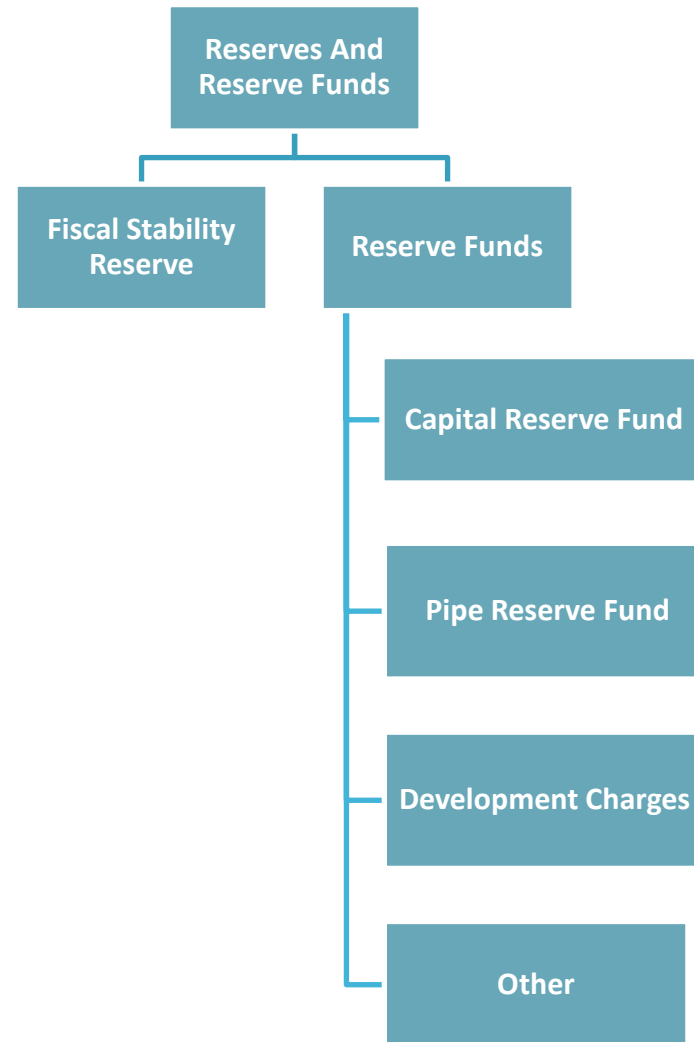 Reserves And
Reserve Funds
Fiscal Stability
Reserve
Reserve Funds
Capital Reserve Fund
Pipe Reserve Fund
Development Charges
Other